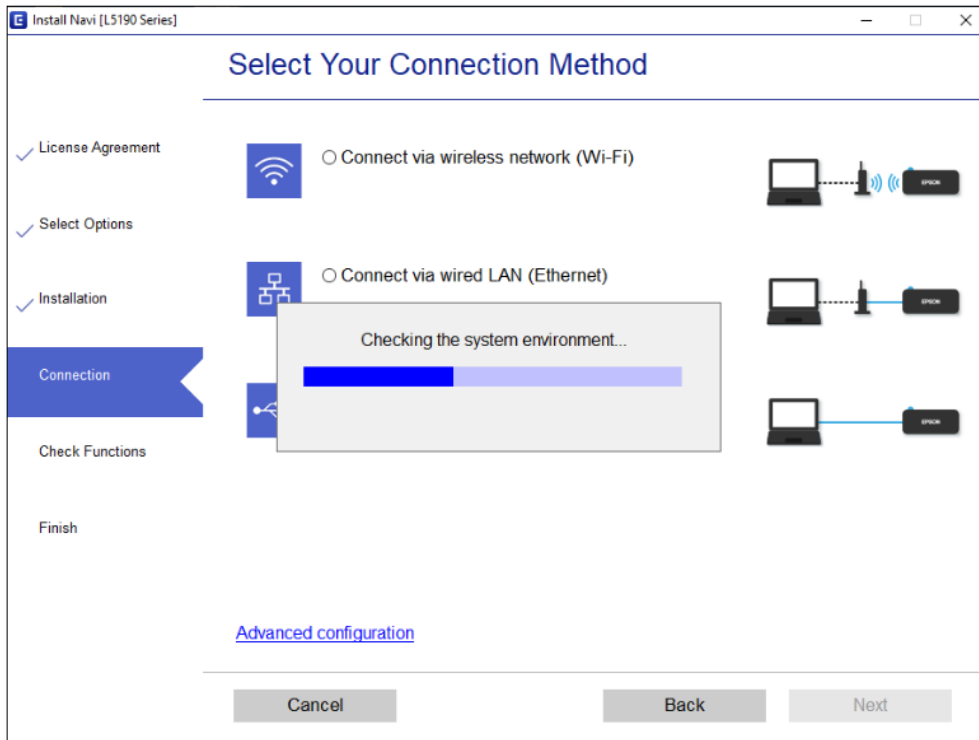 Install Navi [L5190 Series]
Select Your Connection Method
License Agreement
Select Options
Installation
Connection
Check Functions
Finish
Connect via wireless network (Wi-Fi)
EPSON
Connect via wired LAN (Ethernet)
EPSON
Checking the system environment...
EPSON
Advanced configuration
Cancel
Back
Next